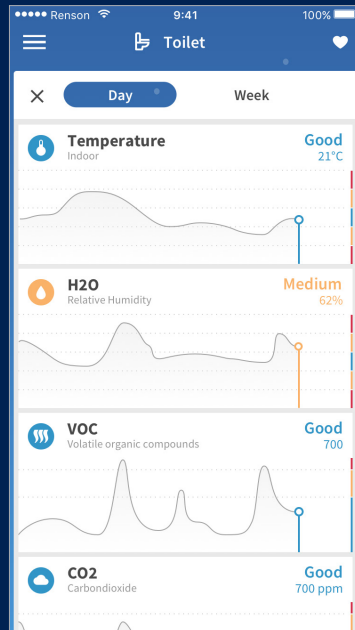 Renson 9:41 100%
Toilet
Day Week
Temperature Good
Indoor 21°C
H2O Medium
Relative Humidity 62%
VOC Good
Volatile organic compounds 700
CO2 Good
Carbondioxide 700 ppm